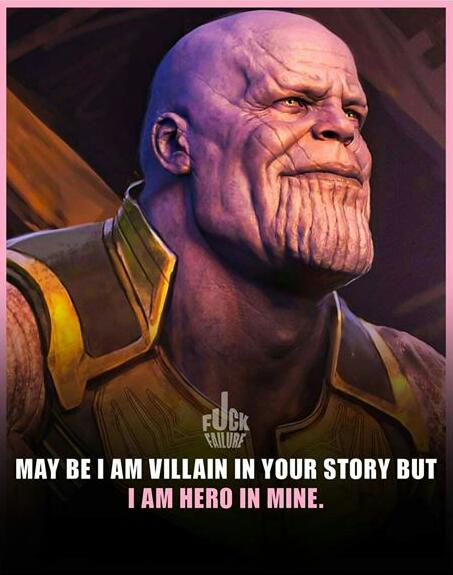 FUCK
FAILURE
MAY BE I AM VILLAIN IN YOUR STORY BUT
I AM HERO IN MINE.